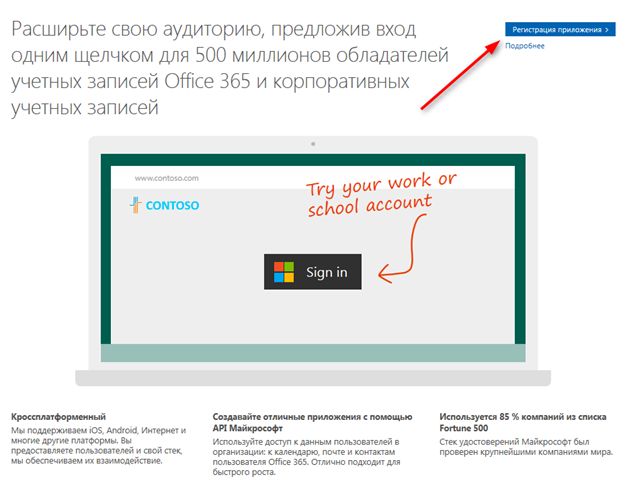 Расширьте свою аудиторию, предложив вход
одним щелчком для 500 миллионов обладателей
учетных записей Office 365 и корпоративных
учетных записей
Регистрация приложения >
Подробнее
www.contoso.com
CONTOSO
Try your work or
school account
Sign in
Кроссплатформенный
Мы поддерживаем iOS, Android, Интернет и
многие другие платформы. Вы
предоставляете пользователей и свой стек,
мы обеспечиваем их взаимодействие.
Создавайте отличные приложения с помощью
API Майкрософт
Используйте доступ к данным пользователей в
организации: к календарю, почте и контактам
пользователя Office 365. Отлично подходит для
быстрого роста.
Используется 85 % компаний из списка
Fortune 500
Стек удостоверений Майкрософт был
проверен крупнейшими компаниями мира.